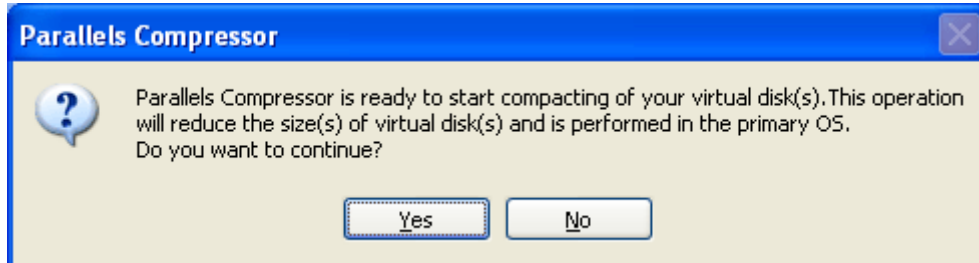 Parallels Compressor
Parallels Compressor is ready to start compacting of your virtual disk(s).This operation
will reduce the size(s) of virtual disk(s) and is performed in the primary OS.
Do you want to continue?
Yes No